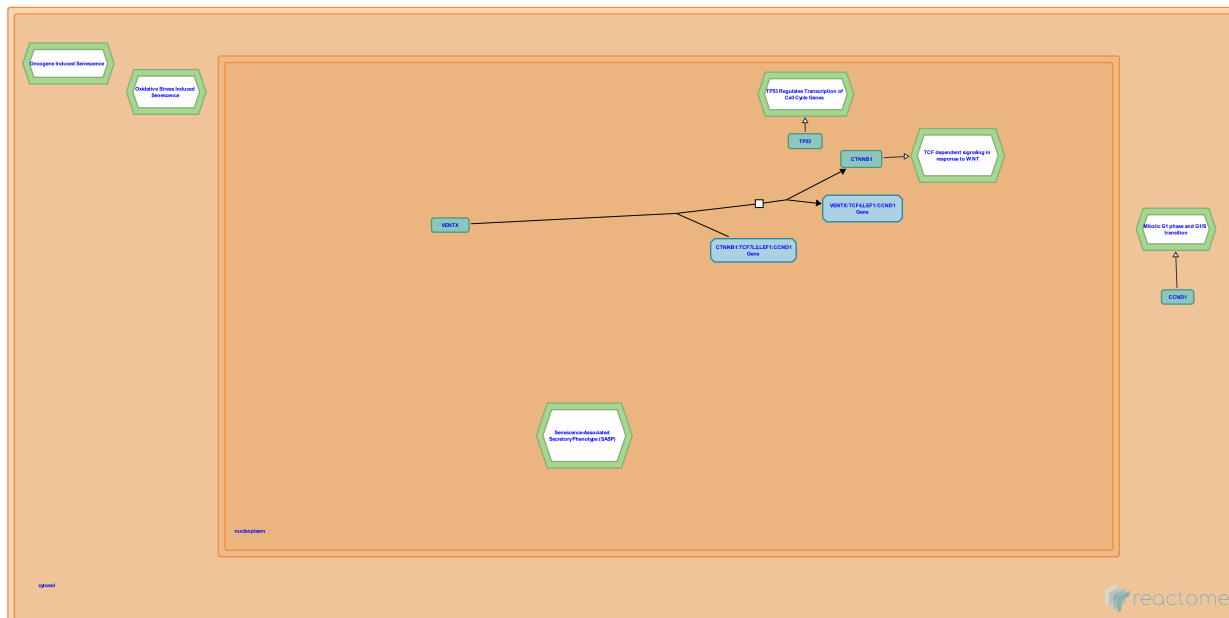 Oncogene Induced Senescence
Oxidative Stress Induced
Senescence
TP53 Regulates Transcription of
Cell Cycle Genes
TP53
CTNNB1
TCF dependent signaling in
response to WNT
VENTX
VENTX:TCF4,LEF1:CCND1
Gene
CTNNB1:TCF7L2,LEF1:CCND1
Gene
Mitotic G1 phase and G1/S
transition
CCND1
Senescence-Associated
Secretory Phenotype (SASP)
nucleoplasm
cytosol
reactome